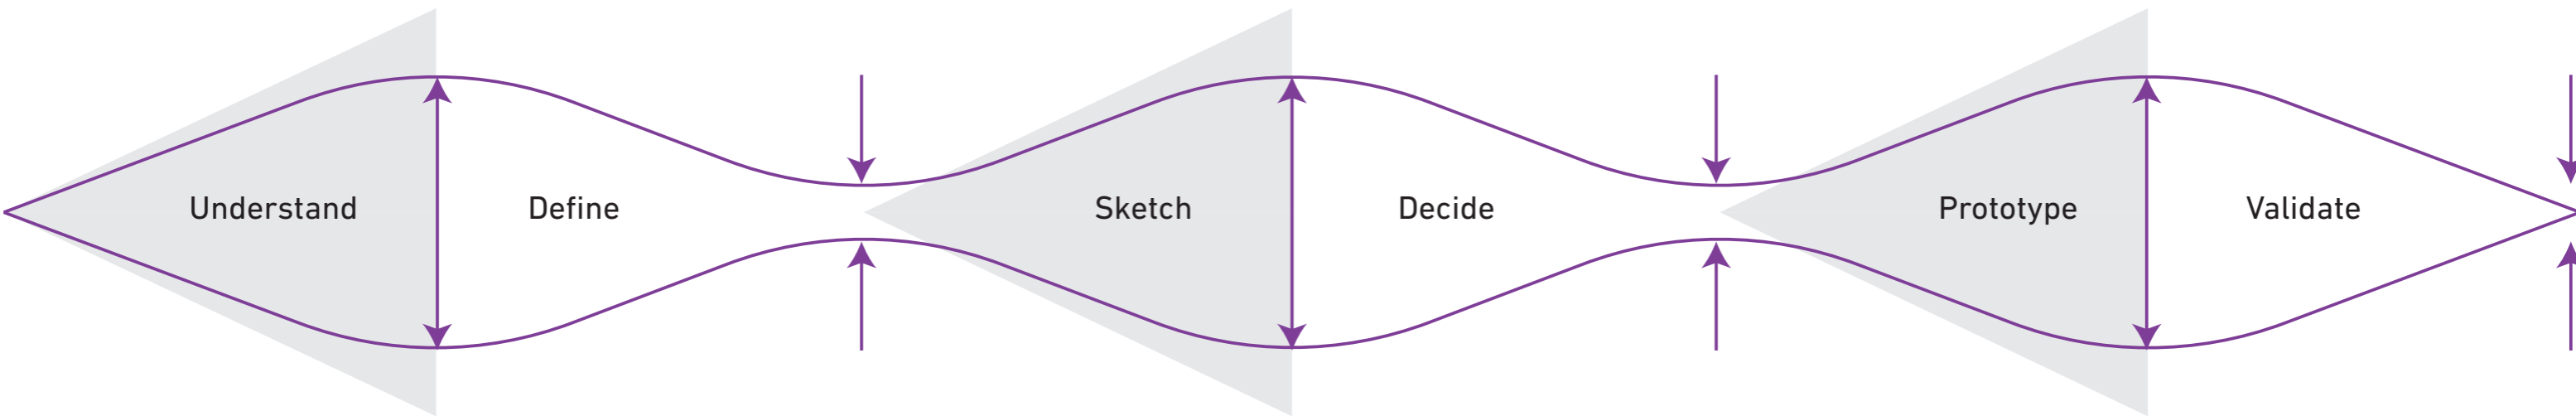 Understand
Define
Sketch
Decide
Prototype
Validate